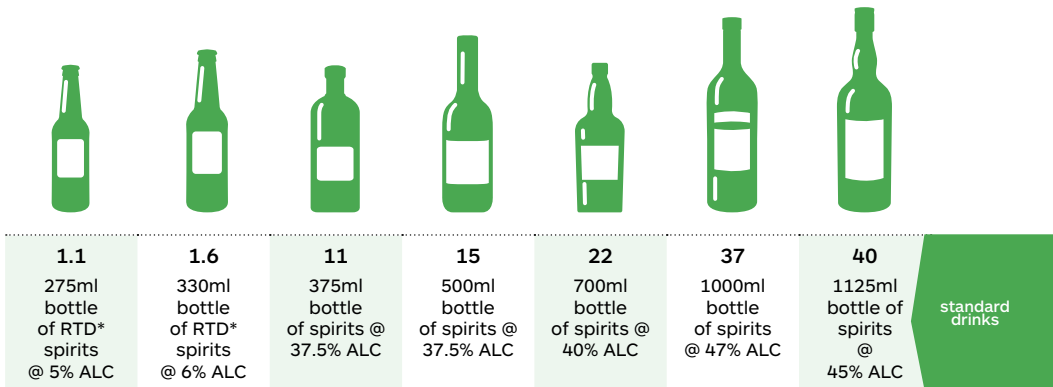 1.1
275ml
bottle
of RTD*
spirits
@ 5% ALC
1.6
330ml
bottle
of RTD*
spirits
@ 6% ALC
11
375ml
bottle
of spirits @
37.5% ALC
15
500ml
bottle
of spirits @
37.5% ALC
22
700ml
bottle
of spirits @
40% ALC
37
1000ml
bottle
of spirits
@ 47% ALC
40
1125ml
bottle of
spirits
@
45% ALC
standard
drinks